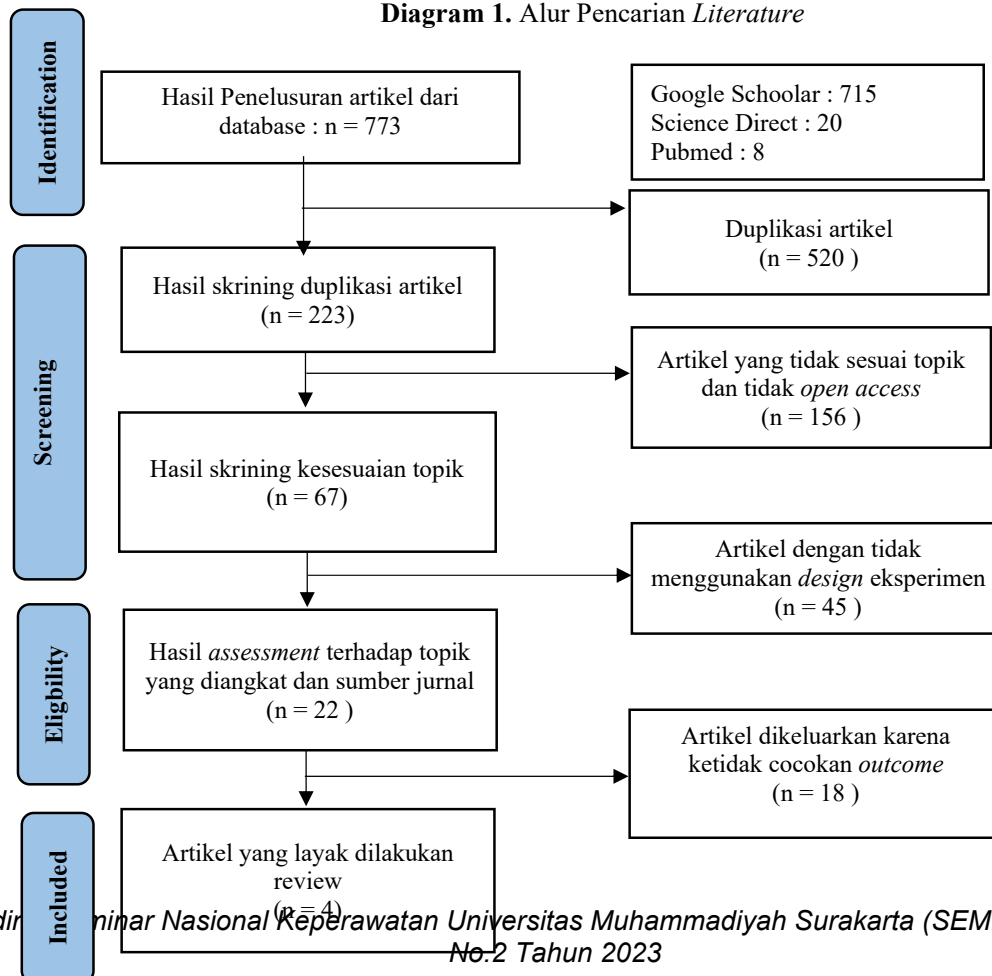 Diagram 1. Alur Pencarian Literature
Identification
Hasil Penelusuran artikel dari
database : n = 773
Google Schoolar : 715
Science Direct : 20
Pubmed : 8
Duplikasi artikel
(n = 520 )
Screening
Hasil skrining duplikasi artikel
(n = 223)
Artikel yang tidak sesuai topik
dan tidak open access
(n = 156 )
Hasil skrining kesesuaian topik
(n = 67)
Artikel dengan tidak
menggunakan design eksperimen
(n = 45 )
Eligbility
Hasil assessment terhadap topik
yang diangkat dan sumber jurnal
(n = 22 )
Artikel dikeluarkan karena
ketidak cocokan outcome
(n = 18 )
Included
Artikel yang layak dilakukan
review
(n = 4)
Nasional Keperawatan Universitas Muhammadiyah Surakarta (SEM
No.2 Tahun 2023